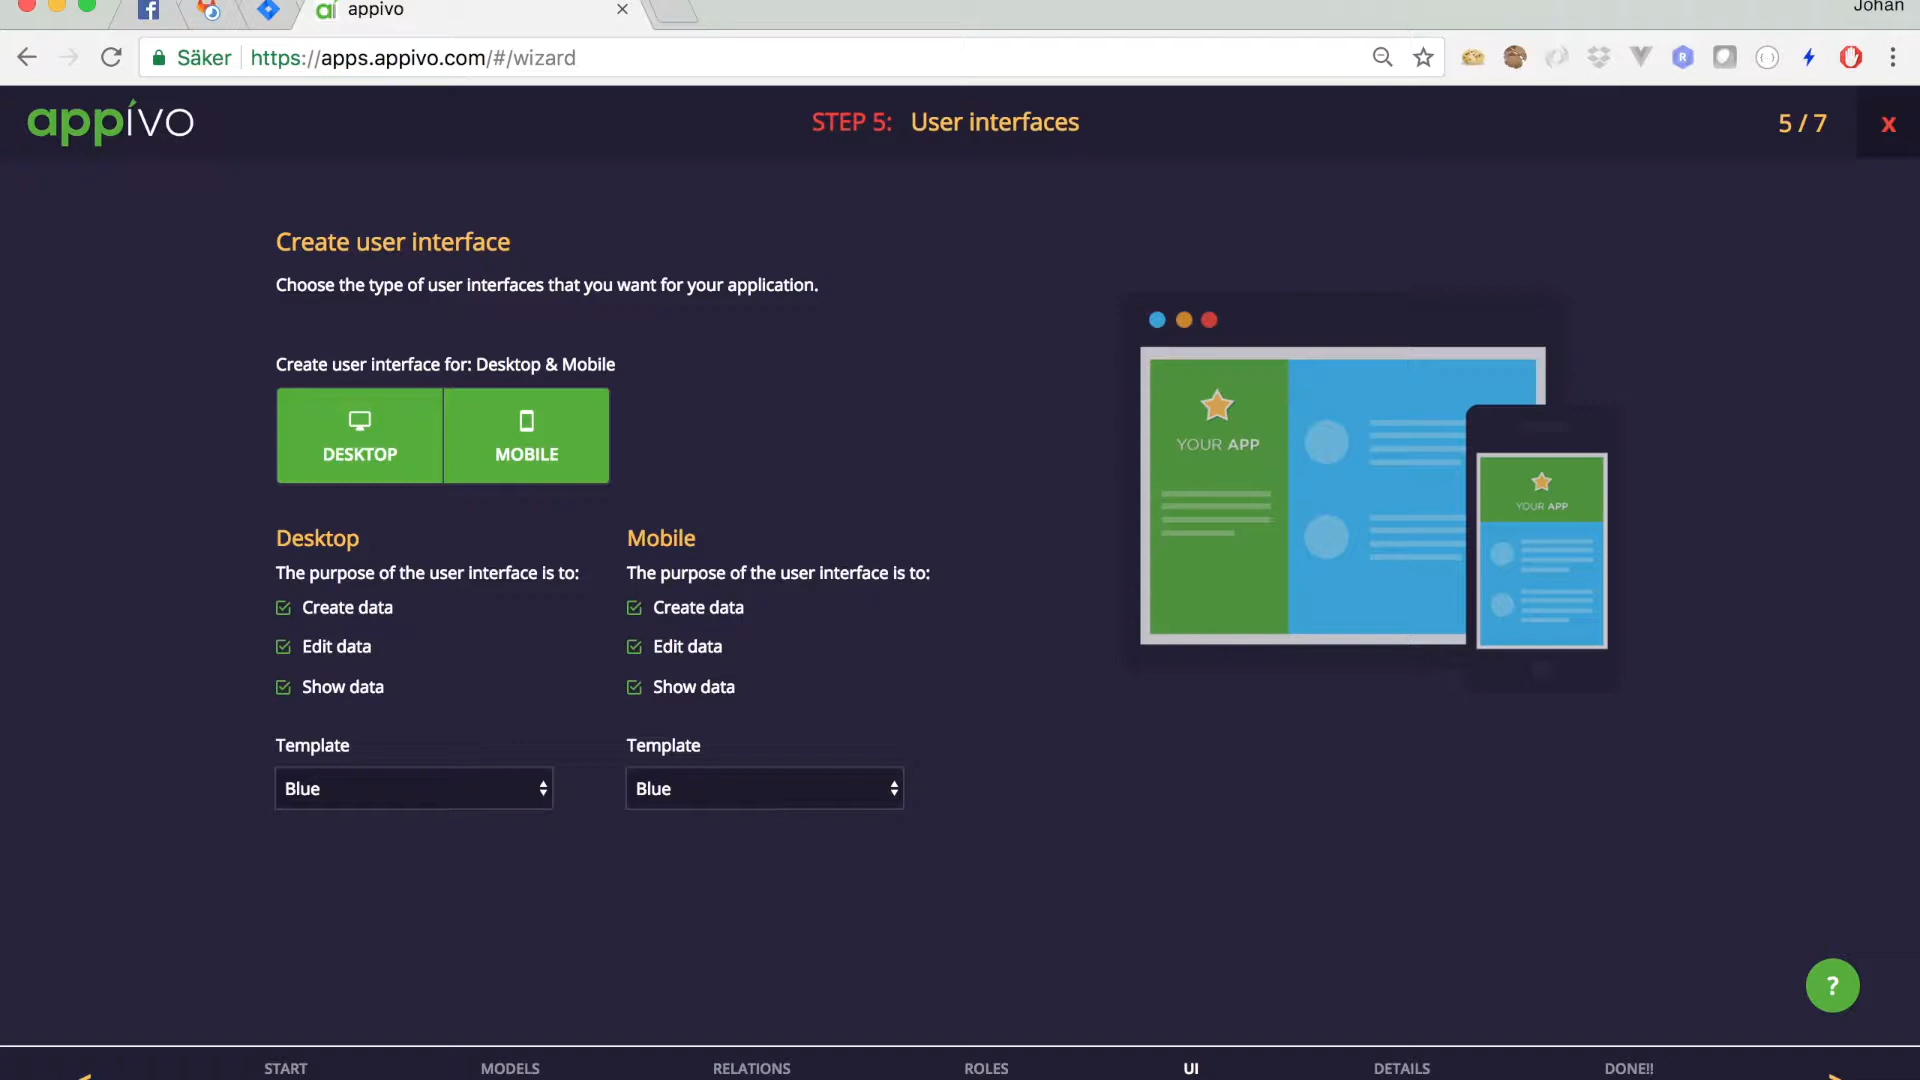 appivo
Johan
Säker
https://apps.appivo.com/#/wizard
appivo
STEP 5: User interfaces
5 / 7
x
Create user interface
Choose the type of user interfaces that you want for your application.
Create user interface for: Desktop & Mobile
DESKTOP
MOBILE
YOUR APP
YOUR APP
Desktop
Mobile
The purpose of the user interface is to:
The purpose of the user interface is to:
Create data
Create data
Edit data
Edit data
Show data
Show data
Template
Template
Blue
Blue
?
START
MODELS
RELATIONS
ROLES
UI
DETAILS
DONE!!